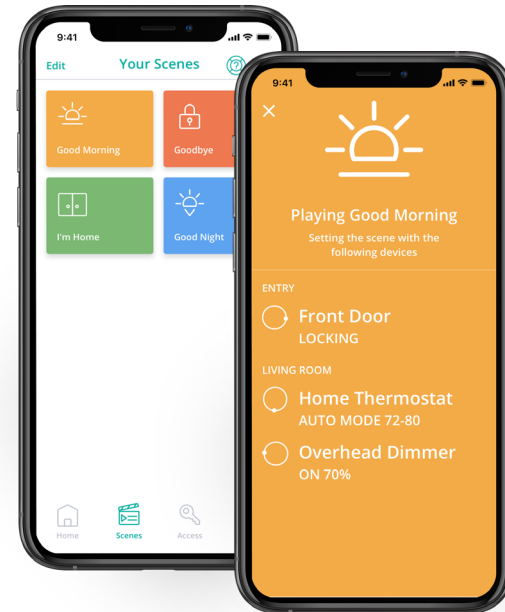 9:41
Edit
Your Scenes
Good Morning
Goodbye
I'm Home
Good Night
Home
Scenes
Access
9:41
Playing Good Morning
Setting the scene with the
following devices
ENTRY
Front Door
LOCKING
LIVING ROOM
Home Thermostat
AUTO MODE 72-80
Overhead Dimmer
ON 70%